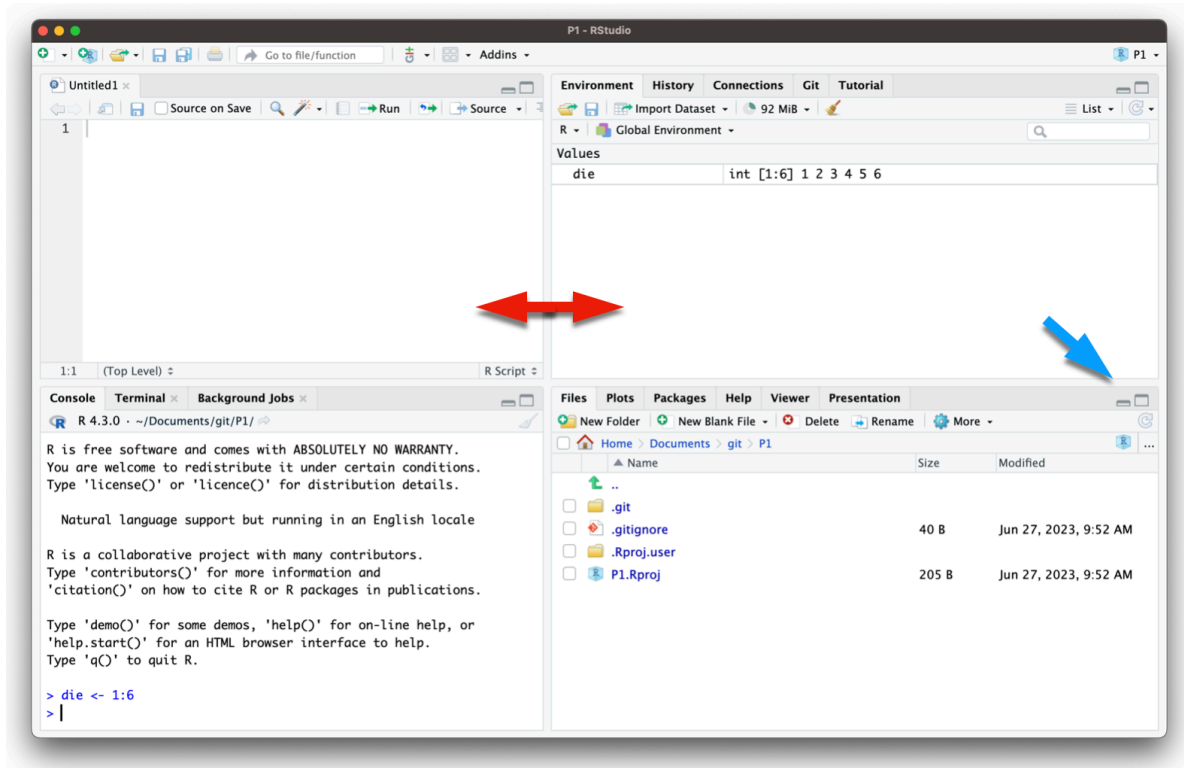 P1 - RStudio
Go to file/function Addins P1
Untitled1
Source on Save Run Source
1
1:1 (Top Level) R Script
Environment History Connections Git Tutorial
Import Dataset 92 MiB List
R Global Environment
Values
die int [1:6] 1 2 3 4 5 6
Console Terminal Background Jobs
R 4.3.0 · ~/Documents/git/P1/
R is free software and comes with ABSOLUTELY NO WARRANTY.
You are welcome to redistribute it under certain conditions.
Type 'license()' or 'licence()' for distribution details.
Natural language support but running in an English locale
R is a collaborative project with many contributors.
Type 'contributors()' for more information and
'citation()' on how to cite R or R packages in publications.
Type 'demo()' for some demos, 'help()' for on-line help, or
'help.start()' for an HTML browser interface to help.
Type 'q()' to quit R.
> die <- 1:6
>
Files Plots Packages Help Viewer Presentation
New Folder New Blank File Delete Rename More
Home > Documents > git > P1 ...
Name Size Modified
..
.git
.gitignore 40 B Jun 27, 2023, 9:52 AM
.Rproj.user
P1.Rproj 205 B Jun 27, 2023, 9:52 AM